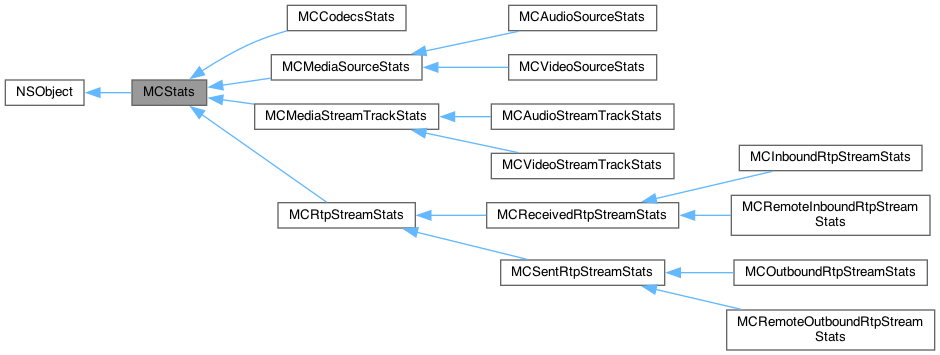 MCCodecsStats
MCAudioSourceStats
MCMediaSourceStats
MCVideoSourceStats
NSObject
MCStats
MCMediaStreamTrackStats
MCAudioStreamTrackStats
MCVideoStreamTrackStats
MCInboundRtpStreamStats
MCRtpStreamStats
MCReceivedRtpStreamStats
MCRemoteInboundRtpStream
Stats
MCSentRtpStreamStats
MCOutboundRtpStreamStats
MCRemoteOutboundRtpStream
Stats